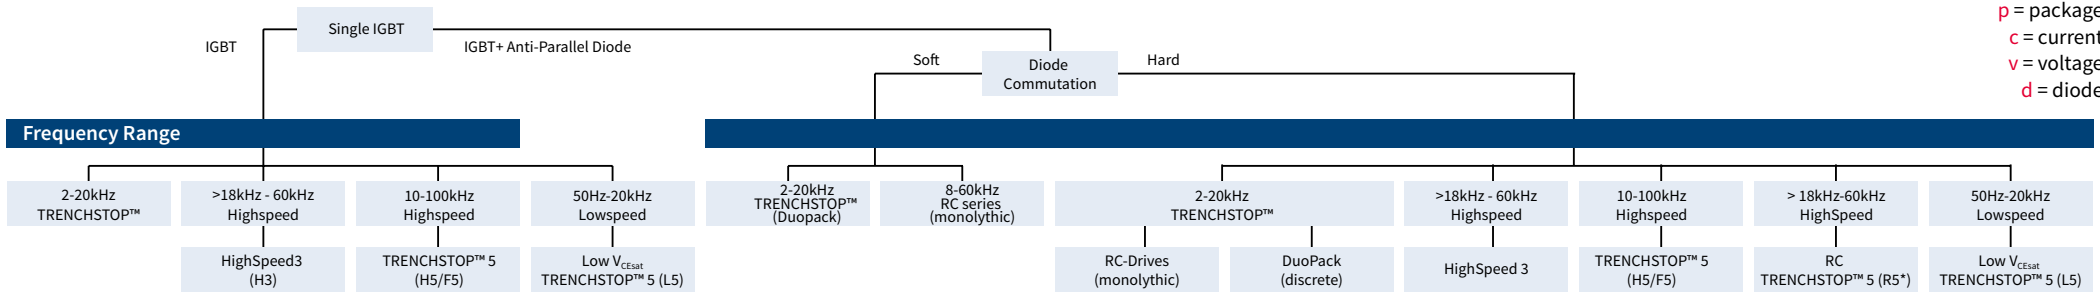 p = package
c = current
v = voltage
d = diode
Single IGBT
IGBT
IGBT+ Anti-Parallel Diode
Soft
Diode
Commutation
Hard
Frequency Range
2-20kHz
TRENCHSTOP™
>18kHz - 60kHz
Highspeed
10-100kHz
Highspeed
50Hz-20kHz
Lowspeed
2-20kHz
TRENCHSTOP™
(Duopack)
8-60kHz
RC series
(monolythic)
2-20kHz
TRENCHSTOP™
>18kHz - 60kHz
Highspeed
10-100kHz
Highspeed
> 18kHz-60kHz
HighSpeed
50Hz-20kHz
Lowspeed
HighSpeed3
(H3)
TRENCHSTOP™ 5
(H5/F5)
Low VCEsat
TRENCHSTOP™ 5 (L5)
RC-Drives
(monolythic)
DuoPack
(discrete)
HighSpeed 3
TRENCHSTOP™ 5
(H5/F5)
RC
TRENCHSTOP™ 5 (R5*)
Low VCEsat
TRENCHSTOP™ 5 (L5)